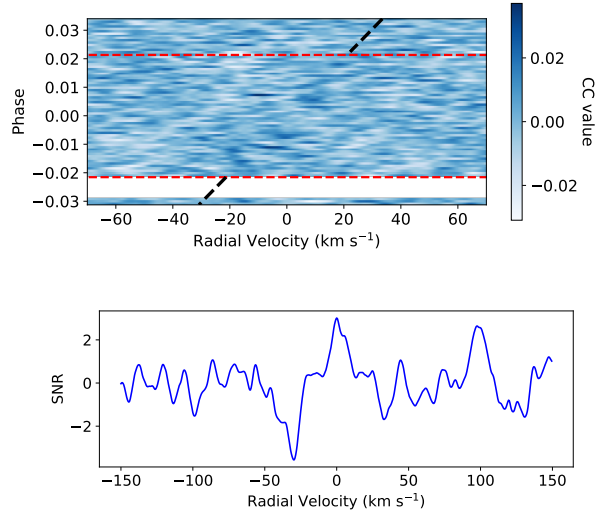 0.03
0.02
0.01
0.00
−0.01
−0.02
−0.03
Phase
−60 −40 −20 0 20 40 60
Radial Velocity (km s⁻¹)
0.02
0.00
−0.02
CC value
2
0
−2
SNR
−150 −100 −50 0 50 100 150
Radial Velocity (km s⁻¹)